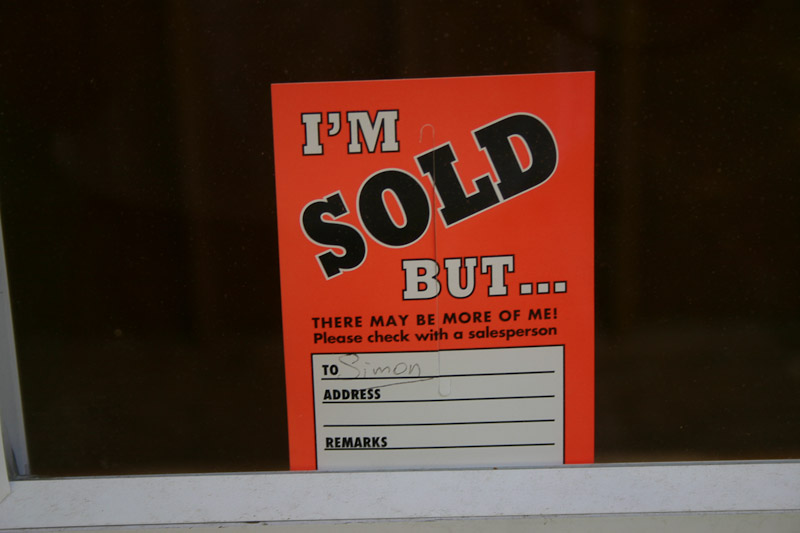 I'M
SOLD
BUT...
THERE MAY BE MORE OF ME!
Please check with a salesperson
TO Simon
ADDRESS
REMARKS